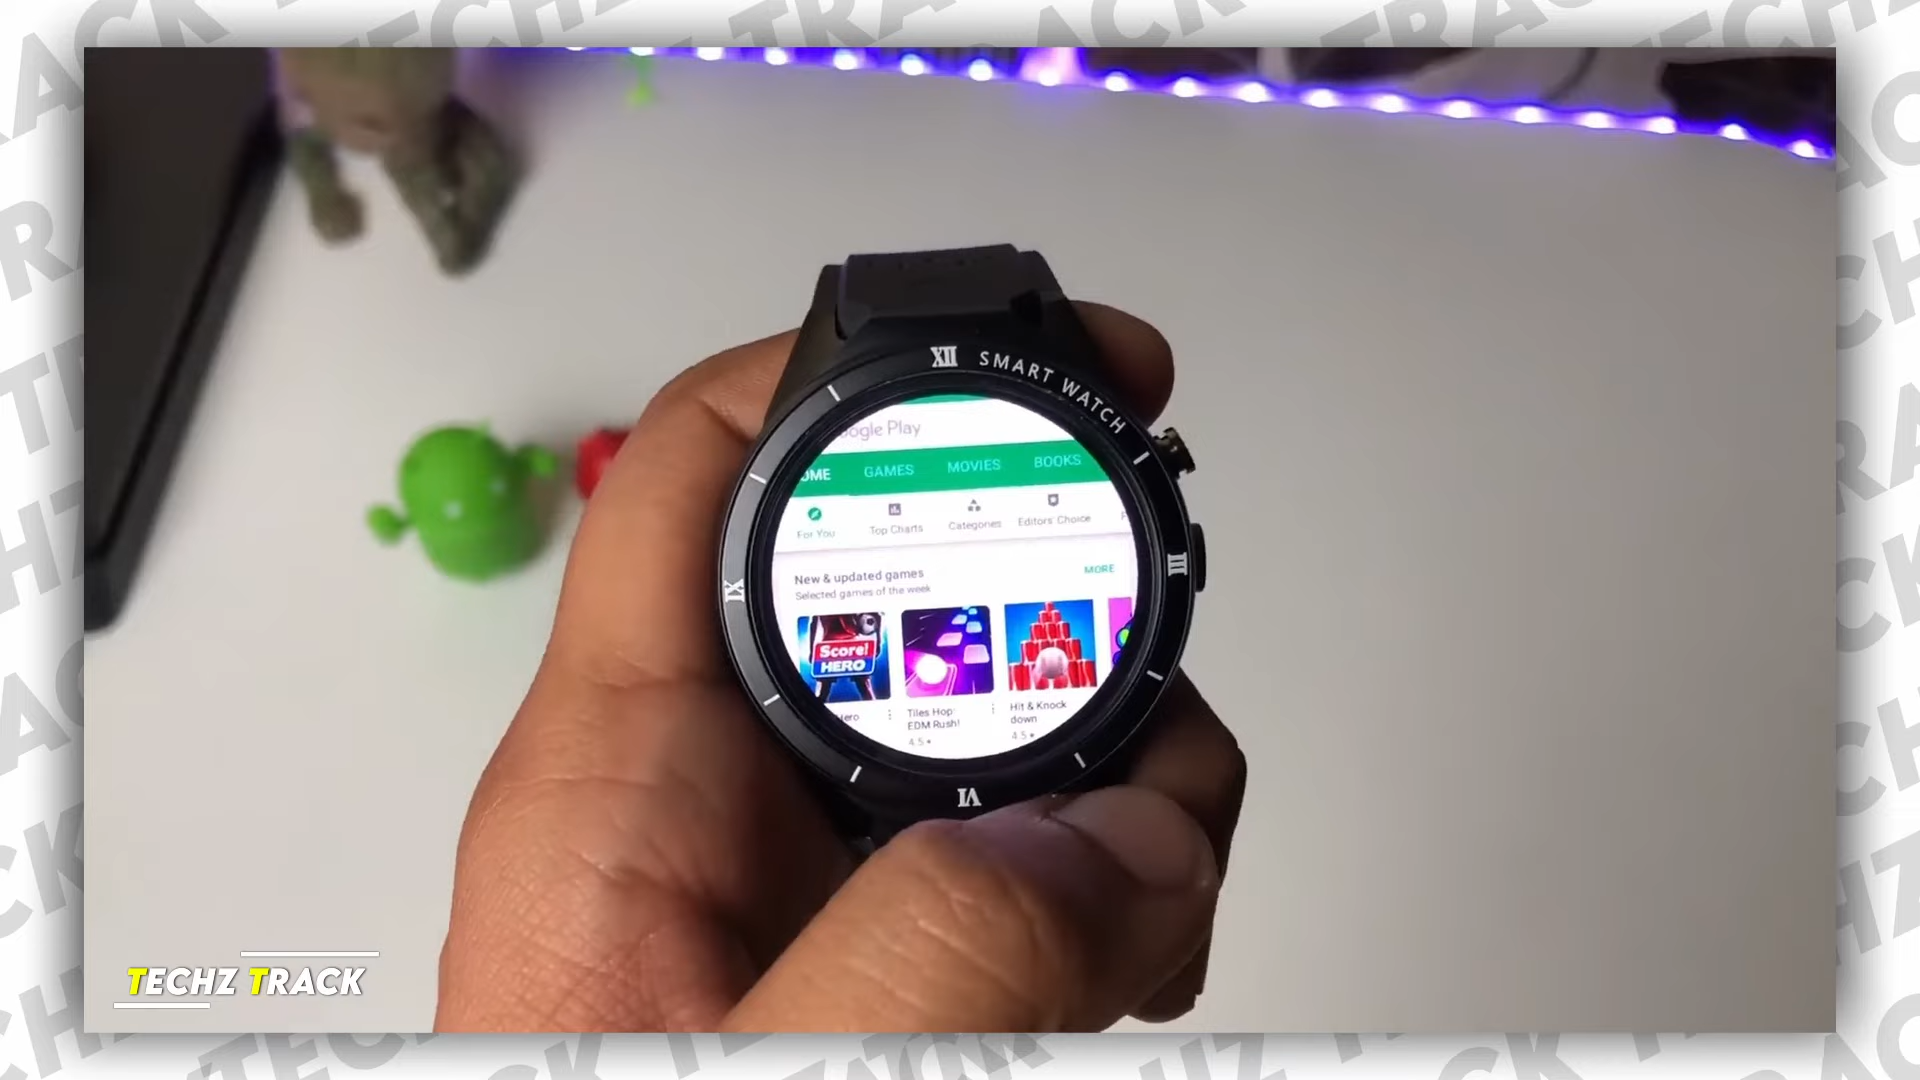 XII SMART WATCH
ogle Play
OME GAMES MOVIES BOOKS
For You Top Charts Categories Editors' Choice
New & updated games MORE
Selected games of the week
Score!
HERO
Hero Tiles Hop: Hit & Knock
EDM Rush! down
4.5 4.5
III
VI
IX
TECHZ TRACK